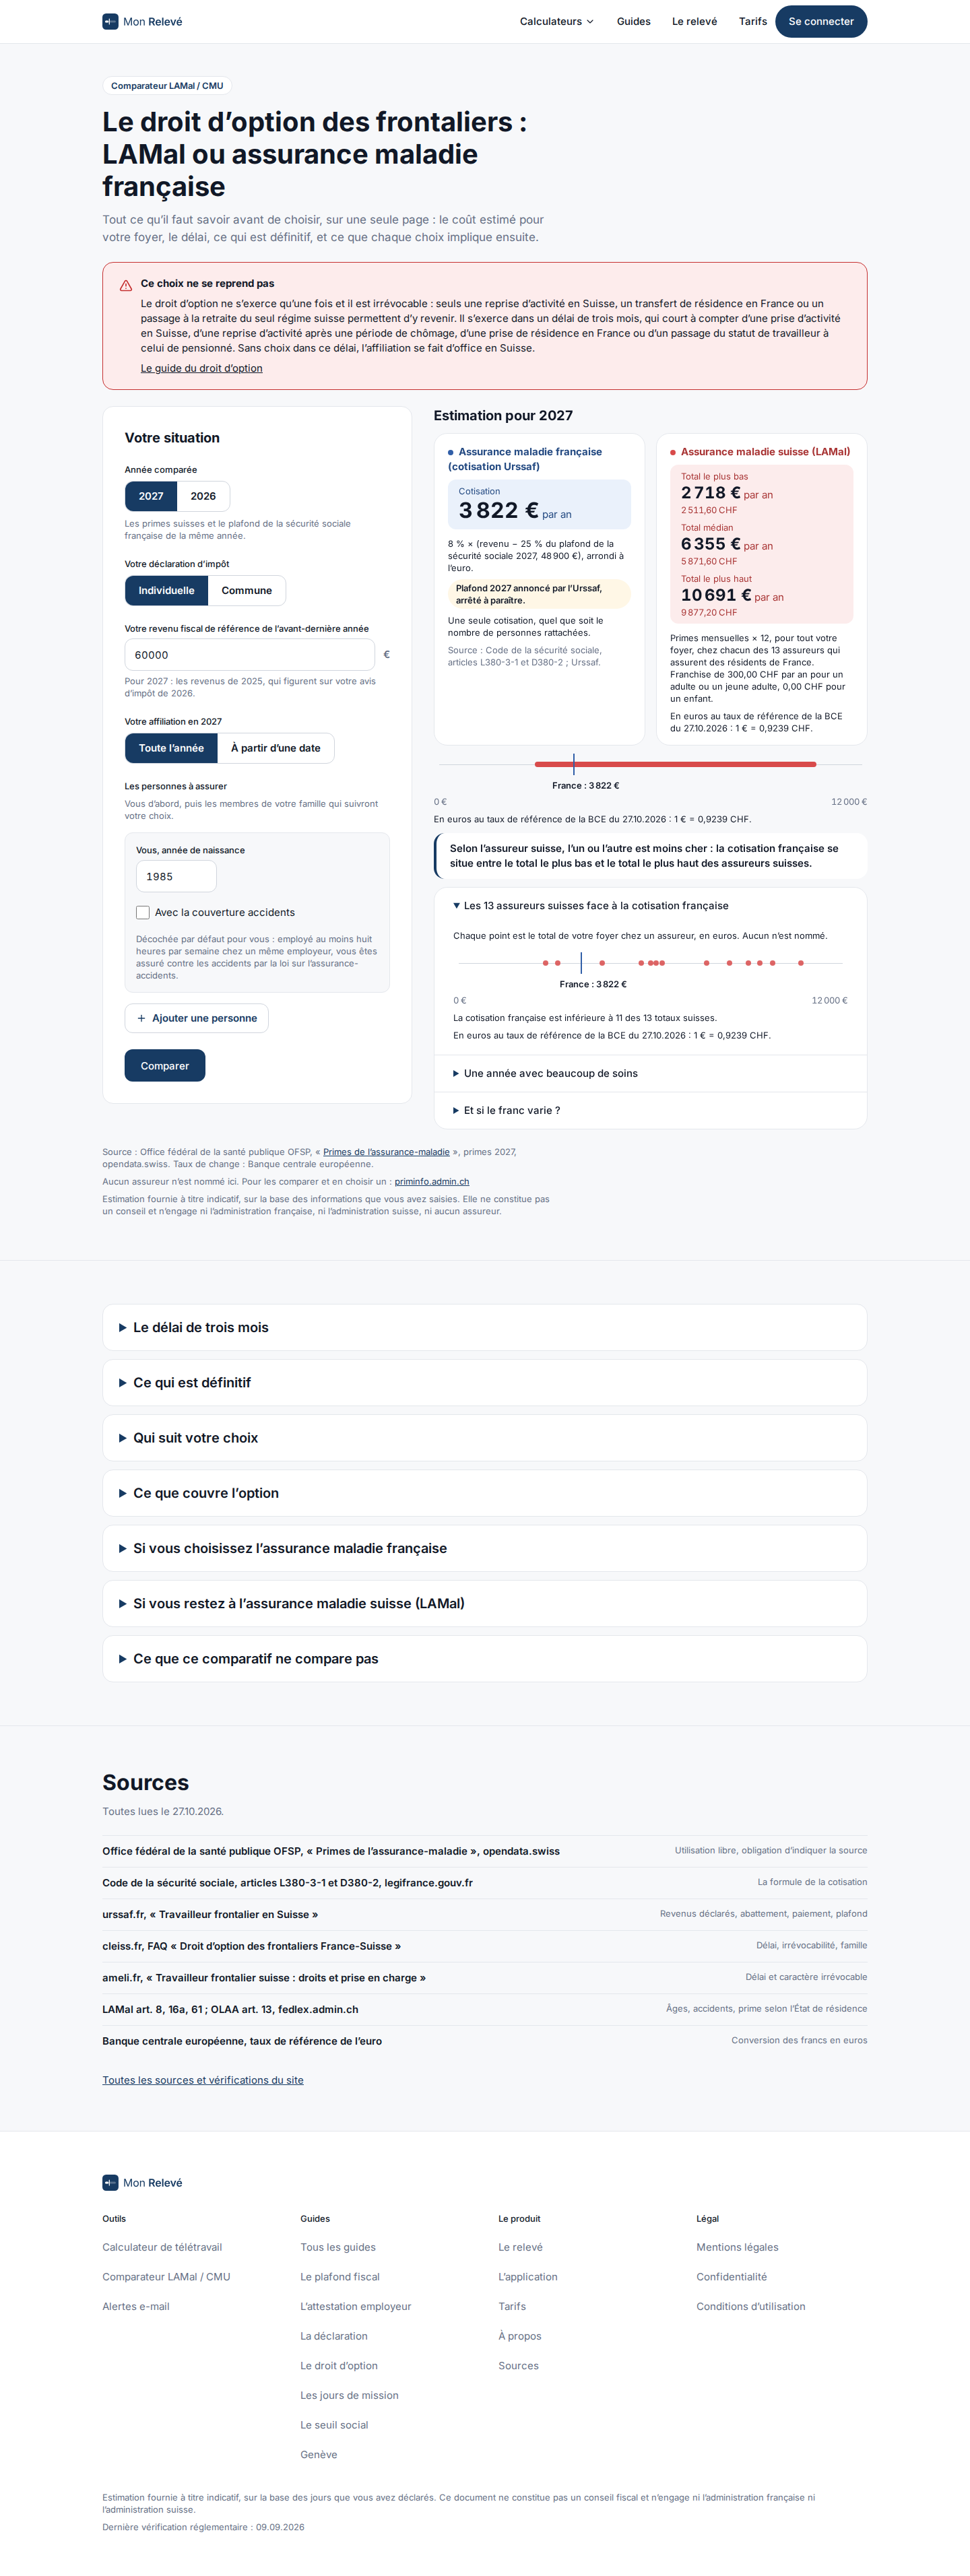 Mon Relevé
Calculateurs
Guides
Le relevé
Tarifs
Se connecter
Comparateur LAMal / CMU
Le droit d’option des frontaliers :
LAMal ou assurance maladie
française
Tout ce qu’il faut savoir avant de choisir, sur une seule page : le coût estimé pour
votre foyer, le délai, ce qui est définitif, et ce que chaque choix implique ensuite.
Ce choix ne se reprend pas
Le droit d’option ne s’exerce qu’une fois et il est irrévocable : seuls une reprise d’activité en Suisse, un transfert de résidence en France ou un
passage à la retraite du seul régime suisse permettent d’y revenir. Il s’exerce dans un délai de trois mois, qui court à compter d’une prise d’activité
en Suisse, d’une reprise d’activité après une période de chômage, d’une prise de résidence en France ou d’un passage du statut de travailleur à
celui de pensionné. Sans choix dans ce délai, l’affiliation se fait d’office en Suisse.
Le guide du droit d’option
Votre situation
Année comparée
2027
2026
Les primes suisses et le plafond de la sécurité sociale
française de la même année.
Votre déclaration d’impôt
Individuelle
Commune
Votre revenu fiscal de référence de l’avant-dernière année
60000
€
Pour 2027 : les revenus de 2025, qui figurent sur votre avis
d’impôt de 2026.
Votre affiliation en 2027
Toute l’année
À partir d’une date
Les personnes à assurer
Vous d’abord, puis les membres de votre famille qui suivront
votre choix.
Vous, année de naissance
1985
Avec la couverture accidents
Décochée par défaut pour vous : employé au moins huit
heures par semaine chez un même employeur, vous êtes
assuré contre les accidents par la loi sur l’assurance-
accidents.
Ajouter une personne
Comparer
Estimation pour 2027
Assurance maladie française
(cotisation Urssaf)
Cotisation
3 822 € par an
8 % × (revenu − 25 % du plafond de la
sécurité sociale 2027, 48 900 €), arrondi à
l’euro.
Plafond 2027 annoncé par l’Urssaf,
arrêté à paraître.
Une seule cotisation, quel que soit le
nombre de personnes rattachées.
Source : Code de la sécurité sociale,
articles L380-3-1 et D380-2 ; Urssaf.
Assurance maladie suisse (LAMal)
Total le plus bas
2 718 € par an
2 511,60 CHF
Total médian
6 355 € par an
5 871,60 CHF
Total le plus haut
10 691 € par an
9 877,20 CHF
Primes mensuelles × 12, pour tout votre
foyer, chez chacun des 13 assureurs qui
assurent des résidents de France.
Franchise de 300,00 CHF par an pour un
adulte ou un jeune adulte, 0,00 CHF pour
un enfant.
En euros au taux de référence de la BCE
du 27.10.2026 : 1 € = 0,9239 CHF.
France : 3 822 €
0 €
12 000 €
En euros au taux de référence de la BCE du 27.10.2026 : 1 € = 0,9239 CHF.
Selon l’assureur suisse, l’un ou l’autre est moins cher : la cotisation française se
situe entre le total le plus bas et le total le plus haut des assureurs suisses.
Les 13 assureurs suisses face à la cotisation française
Chaque point est le total de votre foyer chez un assureur, en euros. Aucun n’est nommé.
France : 3 822 €
0 €
12 000 €
La cotisation française est inférieure à 11 des 13 totaux suisses.
En euros au taux de référence de la BCE du 27.10.2026 : 1 € = 0,9239 CHF.
Une année avec beaucoup de soins
Et si le franc varie ?
Source : Office fédéral de la santé publique OFSP, « Primes de l’assurance-maladie », primes 2027,
opendata.swiss. Taux de change : Banque centrale européenne.
Aucun assureur n’est nommé ici. Pour les comparer et en choisir un : priminfo.admin.ch
Estimation fournie à titre indicatif, sur la base des informations que vous avez saisies. Elle ne constitue pas
un conseil et n’engage ni l’administration française, ni l’administration suisse, ni aucun assureur.
Le délai de trois mois
Ce qui est définitif
Qui suit votre choix
Ce que couvre l’option
Si vous choisissez l’assurance maladie française
Si vous restez à l’assurance maladie suisse (LAMal)
Ce que ce comparatif ne compare pas
Sources
Toutes lues le 27.10.2026.
Office fédéral de la santé publique OFSP, « Primes de l’assurance-maladie », opendata.swiss
Utilisation libre, obligation d’indiquer la source
Code de la sécurité sociale, articles L380-3-1 et D380-2, legifrance.gouv.fr
La formule de la cotisation
urssaf.fr, « Travailleur frontalier en Suisse »
Revenus déclarés, abattement, paiement, plafond
cleiss.fr, FAQ « Droit d’option des frontaliers France-Suisse »
Délai, irrévocabilité, famille
ameli.fr, « Travailleur frontalier suisse : droits et prise en charge »
Délai et caractère irrévocable
LAMal art. 8, 16a, 61 ; OLAA art. 13, fedlex.admin.ch
Âges, accidents, prime selon l’État de résidence
Banque centrale européenne, taux de référence de l’euro
Conversion des francs en euros
Toutes les sources et vérifications du site
Mon Relevé
Outils
Calculateur de télétravail
Comparateur LAMal / CMU
Alertes e-mail
Guides
Tous les guides
Le plafond fiscal
L’attestation employeur
La déclaration
Le droit d’option
Les jours de mission
Le seuil social
Genève
Le produit
Le relevé
L’application
Tarifs
À propos
Sources
Légal
Mentions légales
Confidentialité
Conditions d’utilisation
Estimation fournie à titre indicatif, sur la base des jours que vous avez déclarés. Ce document ne constitue pas un conseil fiscal et n’engage ni l’administration française ni
l’administration suisse.
Dernière vérification réglementaire : 09.09.2026